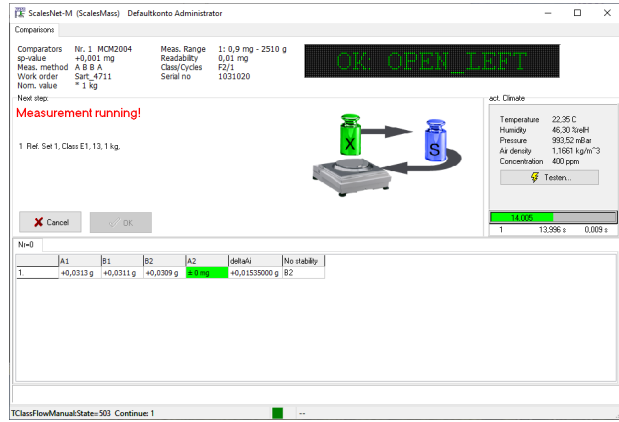 ScalesNet-M (ScalesMass) Defaultkonto Administrator
Comparisons
Comparators Nr. 1 MCM2004 Meas. Range 1: 0,9 mg - 2510 g
sp-value +0,001 mg Readability 0,01 mg
Meas. method A B B A Class/Cycles F2/1
Work order Sart_4711 Serial no 1031020
Nom. value * 1 kg
OK: OPEN_LEFT
Next step:
Measurement running!
1 Ref. Set 1, Class E1, 13, 1 kg,
X
S
Cancel
OK
act. Climate
Temperature 22,35 C
Humidity 46,30 %relH
Pressure 993,52 mBar
Air density 1,1661 kg/m^3
Concentration 400 ppm
Testen...
14,005
1 13,996 s 0,009 s
Nr=0
A1 B1 B2 A2 deltaAi No stability
1. +0,0313 g +0,0311 g +0,0309 g ± 0 mg +0,01535000 g B2
TClassFlowManual:State=503 Continue: 1
--